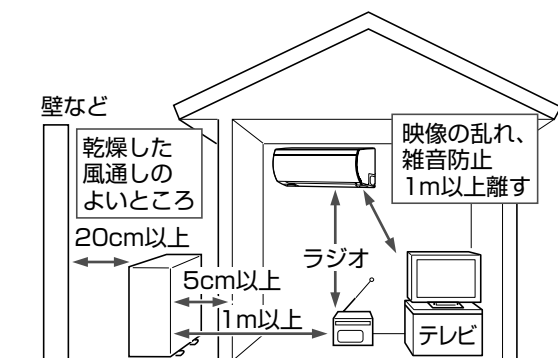 壁など
乾燥した
風通しの
よいところ
映像の乱れ、
雑音防止
1m以上離す
20cm以上
5cm以上
ラジオ
1m以上
テレビ